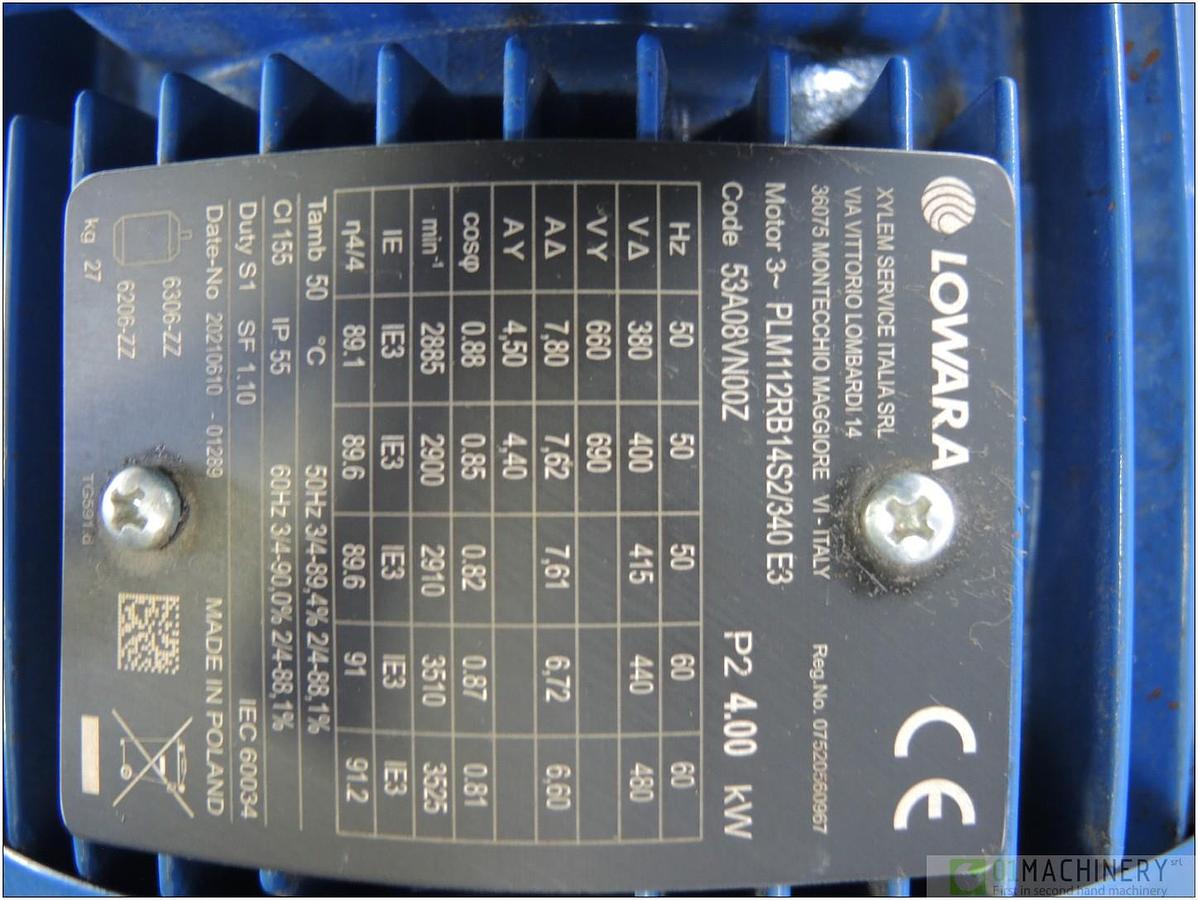 LOWARA
XYLEM SERVICE ITALIA SRL
VIA VITTORIO LOMBARDI 14
36075 MONTECCHIO MAGGIORE VI - ITALY Reg.No. 07520560967
Motor 3~ PLM112RB14S2/340 E3
Code 53A08VN00Z P2 4.00 kW
Hz 50 50 50 60 60
V Δ 380 400 415 440 480
V Y 660 690
A Δ 7,80 7,62 7,61 6,72 6,60
A Y 4,50 4,40
cosφ 0.88 0.85 0.82 0.87 0.81
min⁻¹ 2885 2900 2910 3510 3525
IE IE3 IE3 IE3 IE3 IE3
η4/4 89.1 89.6 89.6 91 91.2
Tamb 50 °C 50Hz 3/4-89,4% 2/4-88,1%
Cl 155 IP 55 60Hz 3/4-90,0% 2/4-88,1%
Duty S1 SF 1.10 IEC 60034
Date-No 20210610 - 01289 MADE IN POLAND
6306-ZZ
6206-ZZ
kg 27
CE
01MACHINERY srl
First in second hand machinery